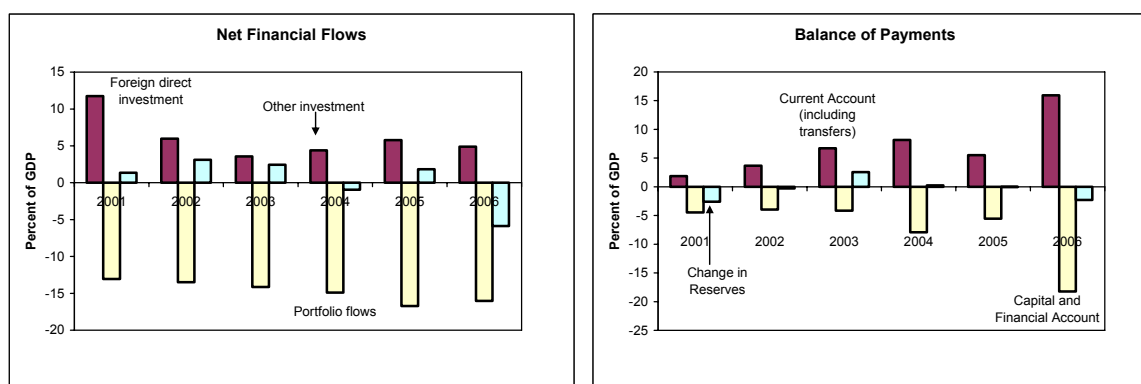 Net Financial Flows
Percent of GDP
15
10
5
0
-5
-10
-15
-20
Foreign direct
investment
Other investment
2001
2002
2003
2004
2005
2006
Portfolio flows
Balance of Payments
Percent of GDP
20
15
10
5
0
-5
-10
-15
-20
-25
Current Account
(including
transfers)
2001
2002
2003
2004
2005
2006
Change in
Reserves
Capital and
Financial Account